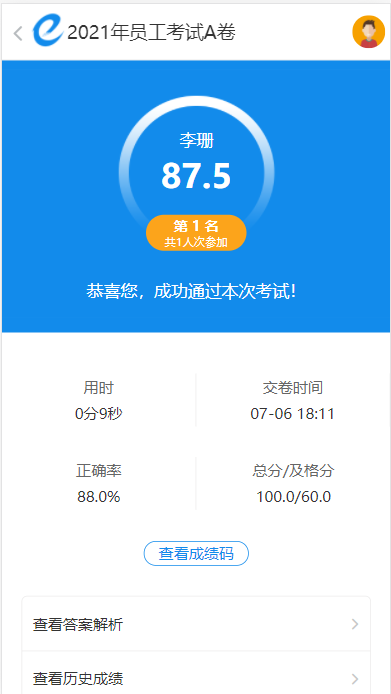 2021年员工考试A卷
李珊
87.5
第 1 名
共1人次参加
恭喜您，成功通过本次考试！
用时
交卷时间
0分9秒
07-06 18:11
正确率
总分/及格分
88.0%
100.0/60.0
查看成绩码
查看答案解析
查看历史成绩